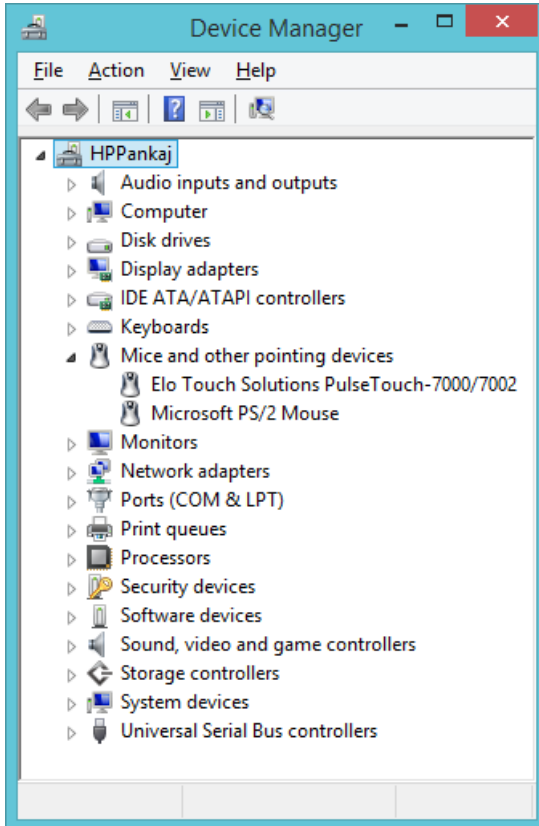 Device Manager
File Action View Help
HPPankaj
Audio inputs and outputs
Computer
Disk drives
Display adapters
IDE ATA/ATAPI controllers
Keyboards
Mice and other pointing devices
Elo Touch Solutions PulseTouch-7000/7002
Microsoft PS/2 Mouse
Monitors
Network adapters
Ports (COM & LPT)
Print queues
Processors
Security devices
Software devices
Sound, video and game controllers
Storage controllers
System devices
Universal Serial Bus controllers